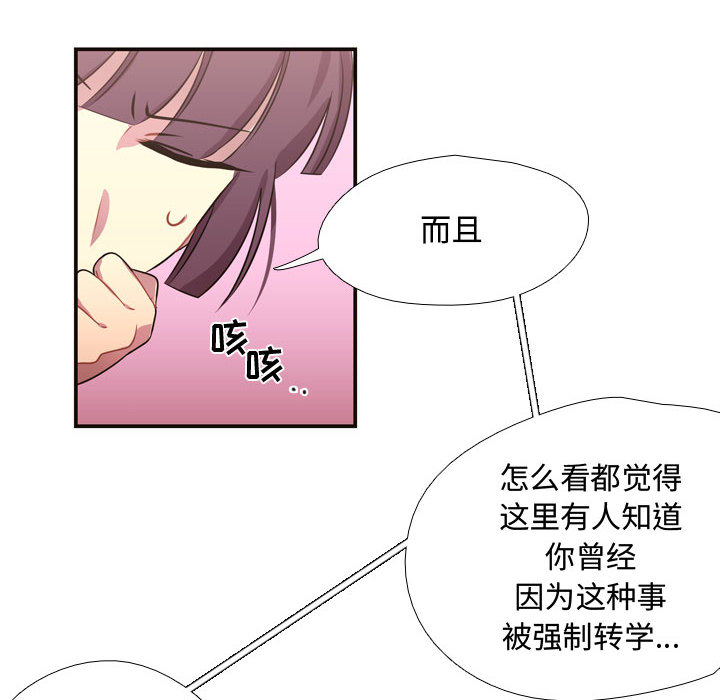 而且
咳咳..
怎么看都觉得
这里有人知道
你曾经
因为这种事
被强制转学...